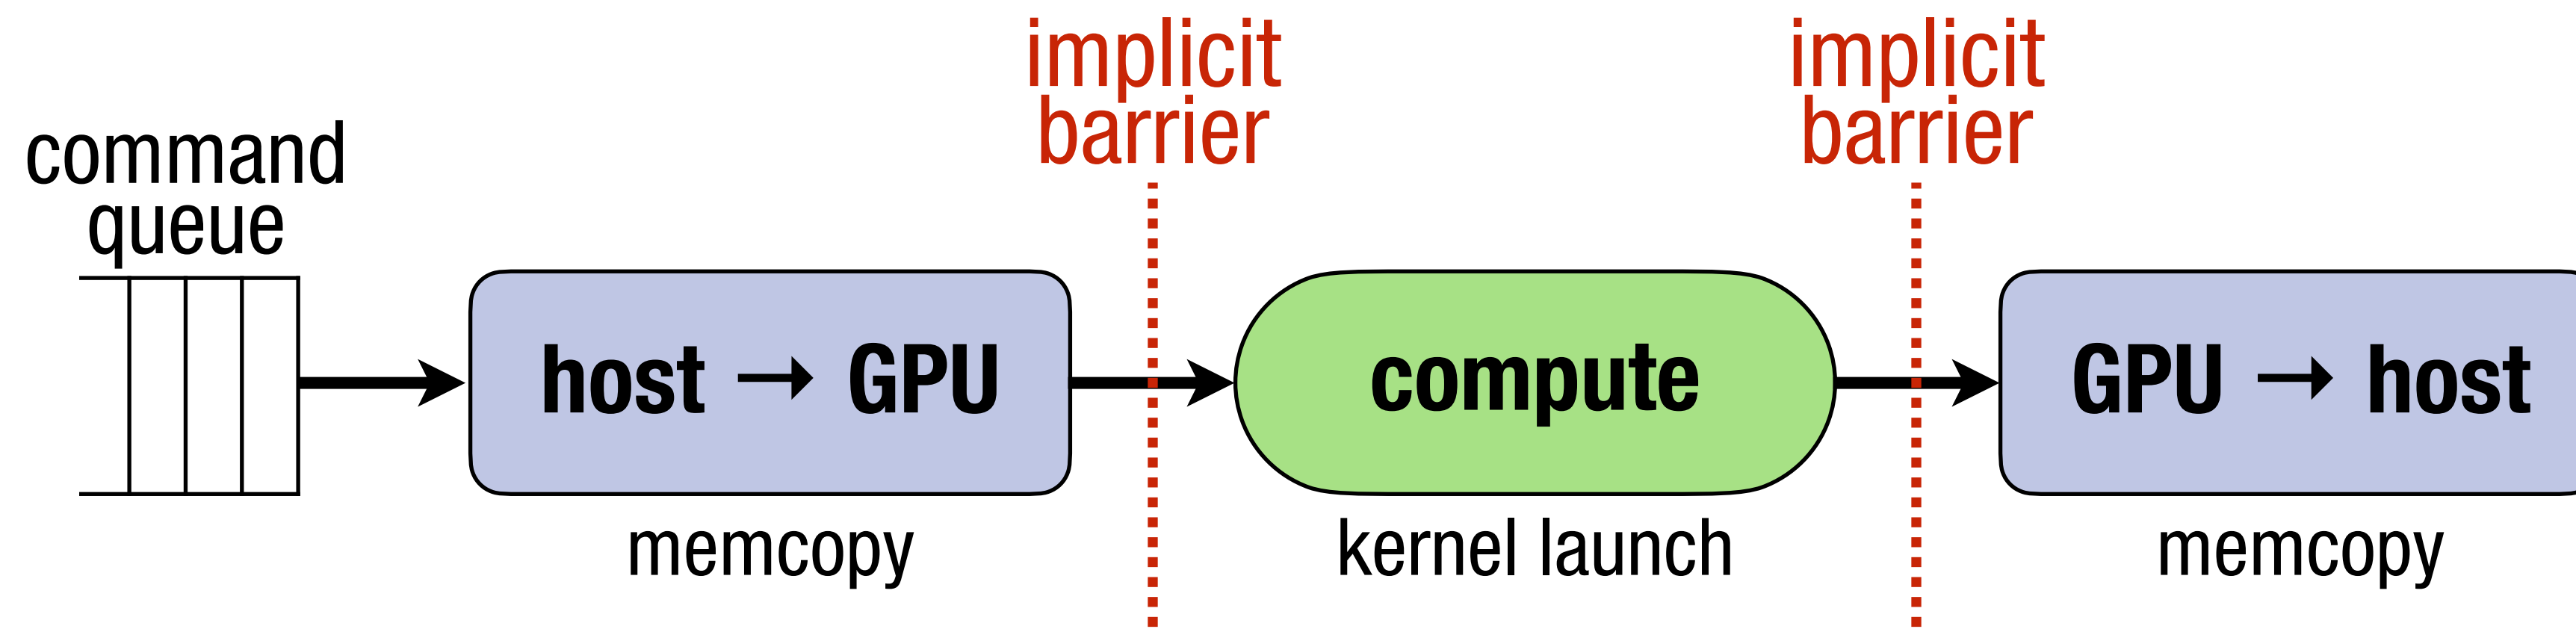 command
queue
host → GPU
memcopy
implicit
barrier
compute
kernel launch
implicit
barrier
GPU → host
memcopy